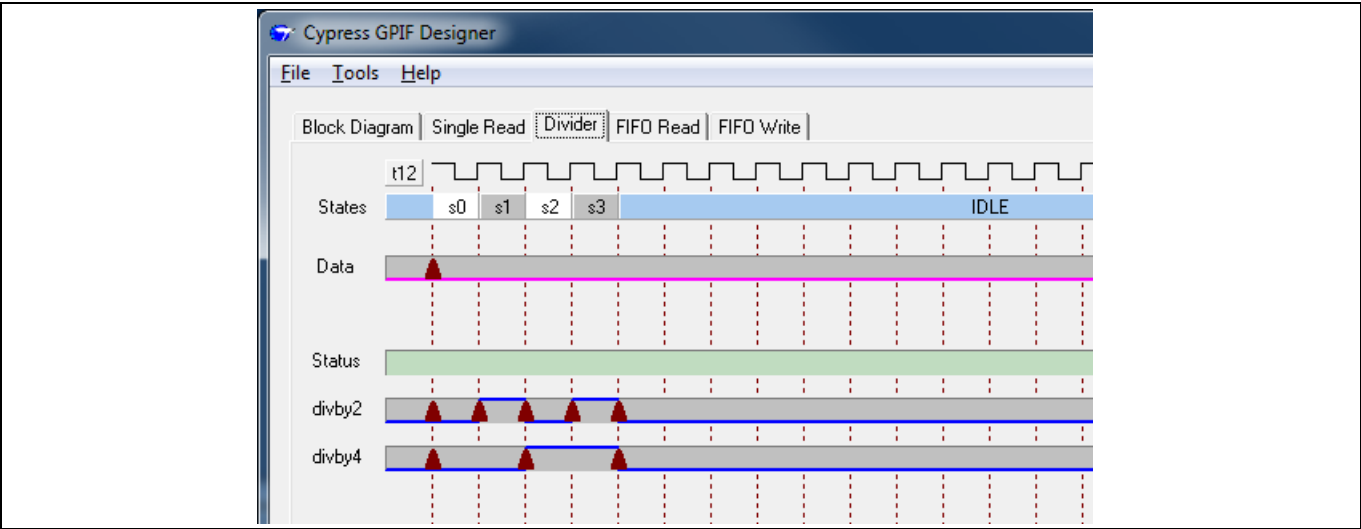 Cypress GPIF Designer
File Tools Help
Block Diagram Single Read Divider FIFO Read FIFO Write
t12
States s0 s1 s2 s3 IDLE
Data
Status
divby2
divby4